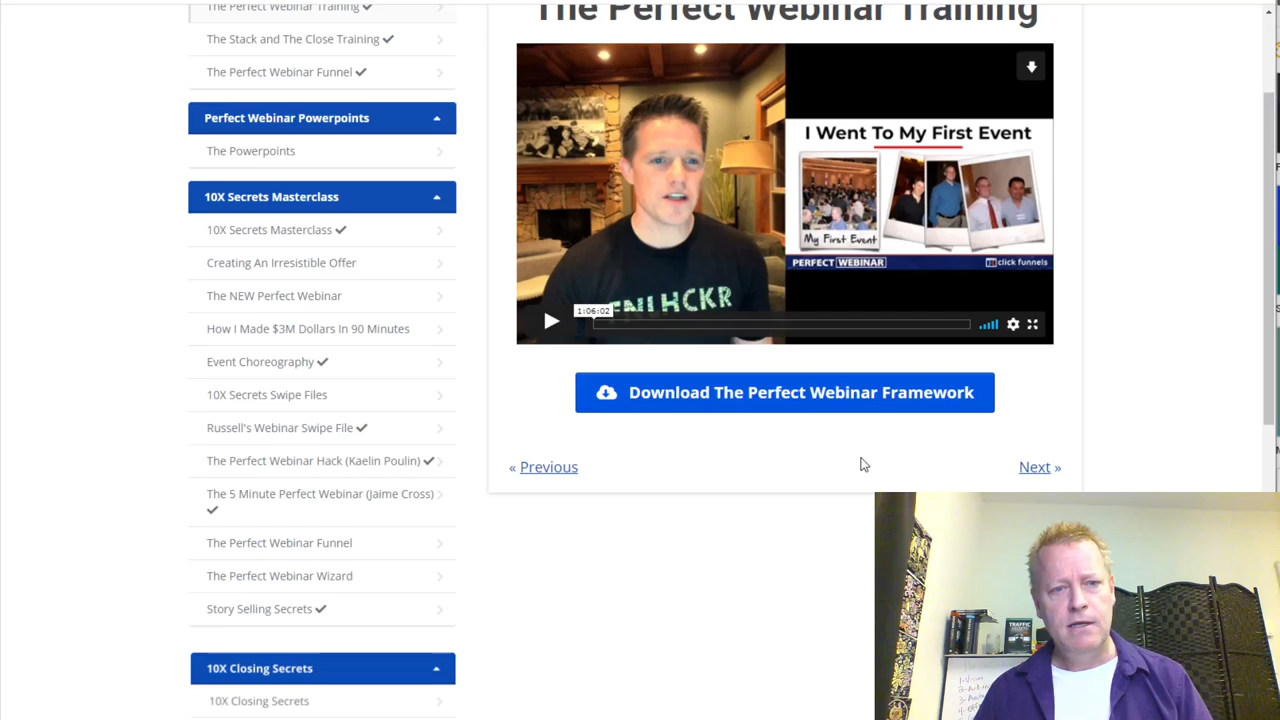 The Perfect Webinar Training ✔
The Stack and The Close Training ✔
The Perfect Webinar Funnel ✔
Perfect Webinar Powerpoints
The Powerpoints
10X Secrets Masterclass
10X Secrets Masterclass ✔
Creating An Irresistible Offer
The NEW Perfect Webinar
How I Made $3M Dollars In 90 Minutes
Event Choreography ✔
10X Secrets Swipe Files
Russell's Webinar Swipe File ✔
The Perfect Webinar Hack (Kaelin Poulin) ✔
The 5 Minute Perfect Webinar (Jaime Cross)
✔
The Perfect Webinar Funnel
The Perfect Webinar Wizard
Story Selling Secrets ✔
10X Closing Secrets
10X Closing Secrets
The Perfect Webinar Training
I Went To My First Event
My First Event
PERFECT WEBINAR
click funnels
FNLHCKR
1:06:02
Download The Perfect Webinar Framework
« Previous
Next »
TRAFFIC
SECRETS